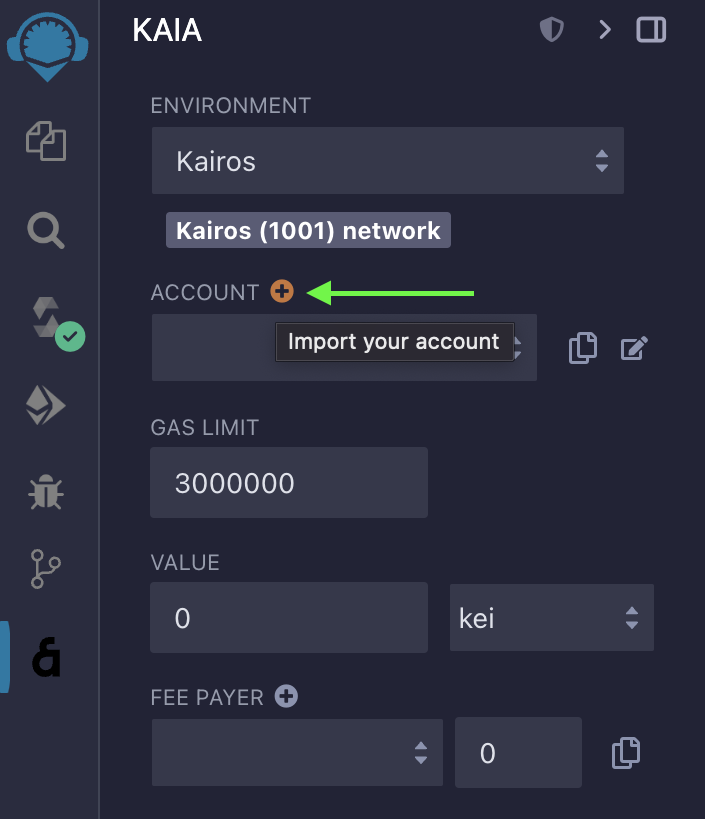 KAIA
ENVIRONMENT
Kairos
Kairos (1001) network
ACCOUNT
Import your account
GAS LIMIT
3000000
VALUE
0
kei
FEE PAYER
0